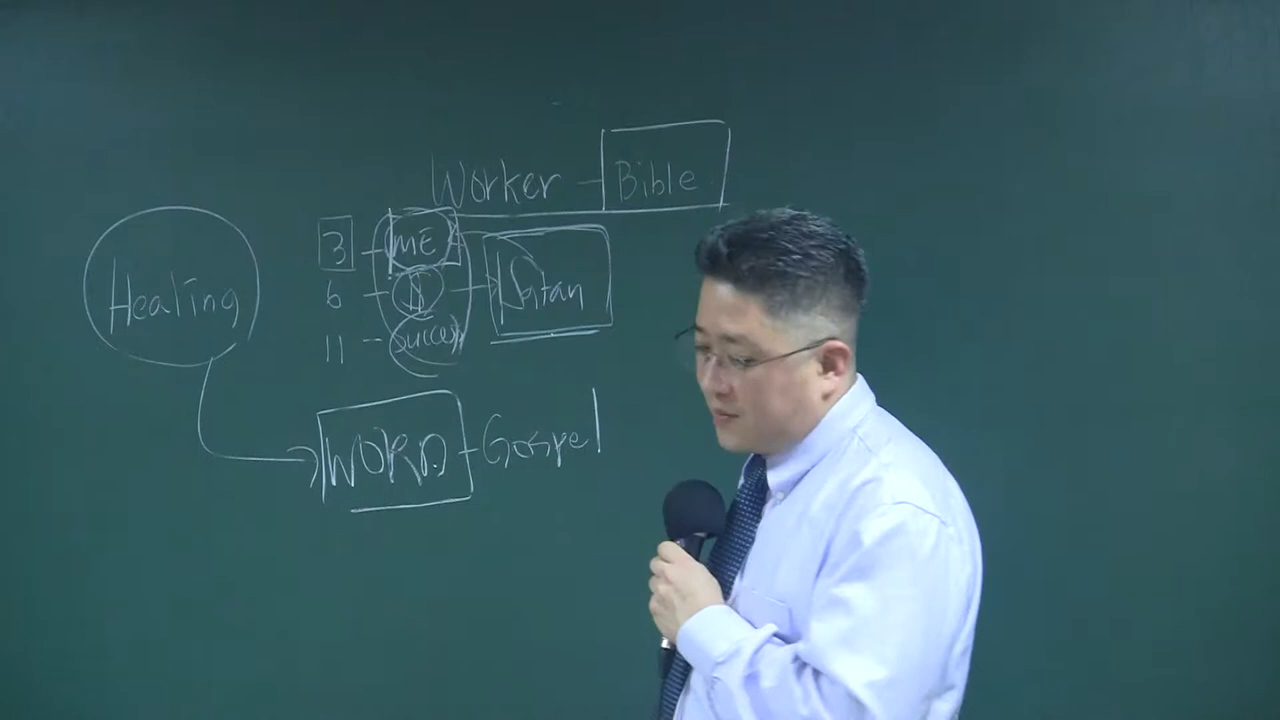 Worker - Bible
Healing
3 - ME
6 - $ → Satan
11 - Success
WORD - Gospel